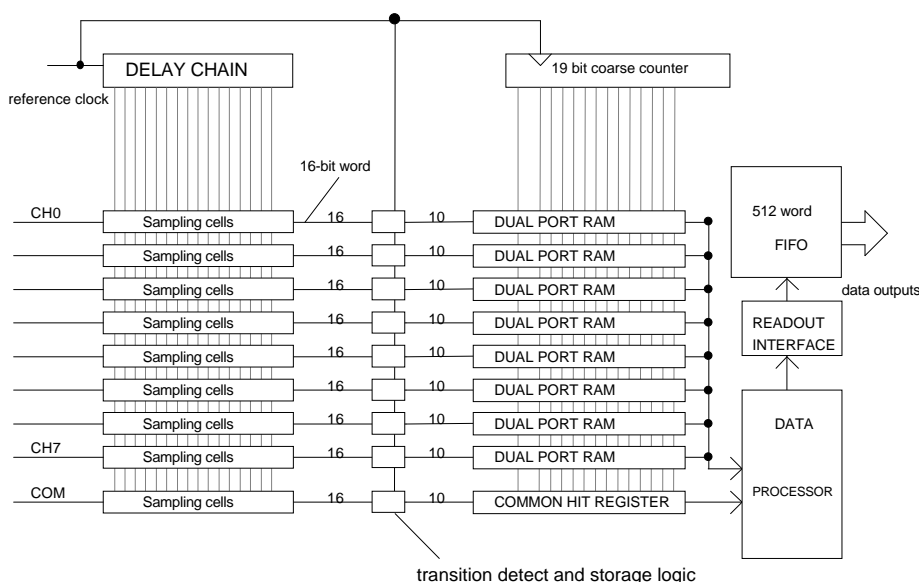 DELAY CHAIN
19 bit coarse counter
reference clock
16-bit word
CH0
Sampling cells
16
10
DUAL PORT RAM
Sampling cells
16
10
DUAL PORT RAM
Sampling cells
16
10
DUAL PORT RAM
Sampling cells
16
10
DUAL PORT RAM
Sampling cells
16
10
DUAL PORT RAM
Sampling cells
16
10
DUAL PORT RAM
Sampling cells
16
10
DUAL PORT RAM
CH7
Sampling cells
16
10
DUAL PORT RAM
COM
Sampling cells
16
10
COMMON HIT REGISTER
512 word
FIFO
data outputs
READOUT
INTERFACE
DATA
PROCESSOR
transition detect and storage logic